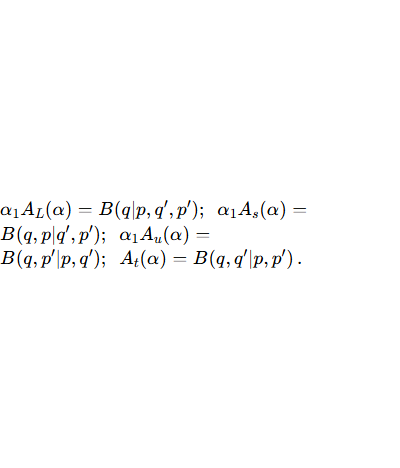 α₁A_L(α) = B(q|p, q′, p′);  α₁A_s(α) =
B(q, p|q′, p′);  α₁A_u(α) =
B(q, p′|p, q′);  A_t(α) = B(q, q′|p, p′) .